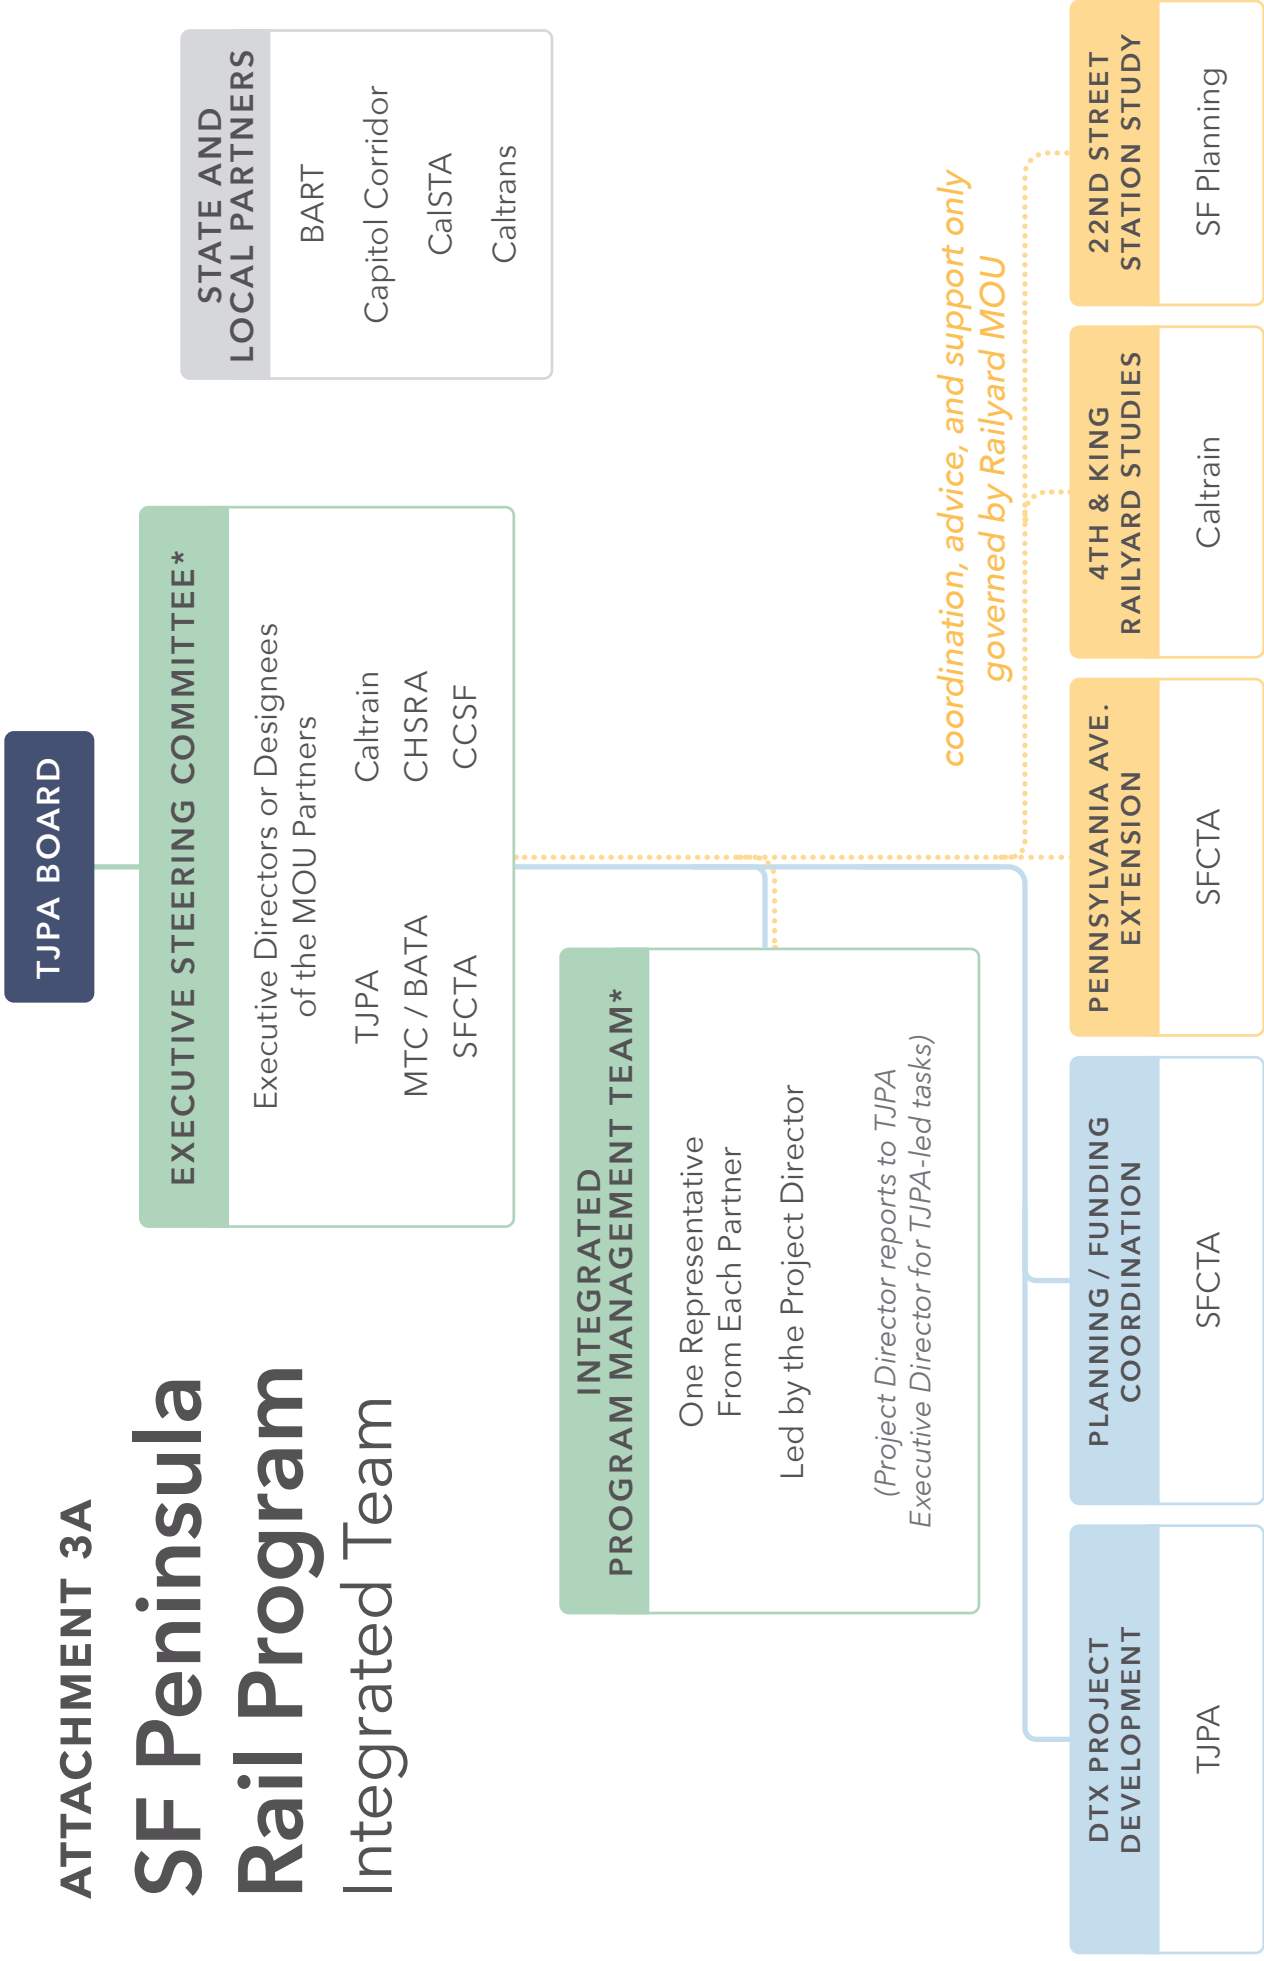 ATTACHMENT 3A
SF Peninsula
Rail Program
Integrated Team
TJPA BOARD
EXECUTIVE STEERING COMMITTEE*
Executive Directors or Designees
of the MOU Partners
TJPA
MTC / BATA
SFCTA
Caltrain
CHSRA
CCSF
STATE AND
LOCAL PARTNERS
BART
Capitol Corridor
CalSTA
Caltrans
INTEGRATED
PROGRAM MANAGEMENT TEAM*
One Representative
From Each Partner
Led by the Project Director
(Project Director reports to TJPA
Executive Director for TJPA-led tasks)
coordination, advice, and support only
governed by Railyard MOU
DTX PROJECT
DEVELOPMENT
TJPA
PLANNING / FUNDING
COORDINATION
SFCTA
PENNSYLVANIA AVE.
EXTENSION
SFCTA
4TH & KING
RAILYARD STUDIES
Caltrain
22ND STREET
STATION STUDY
SF Planning